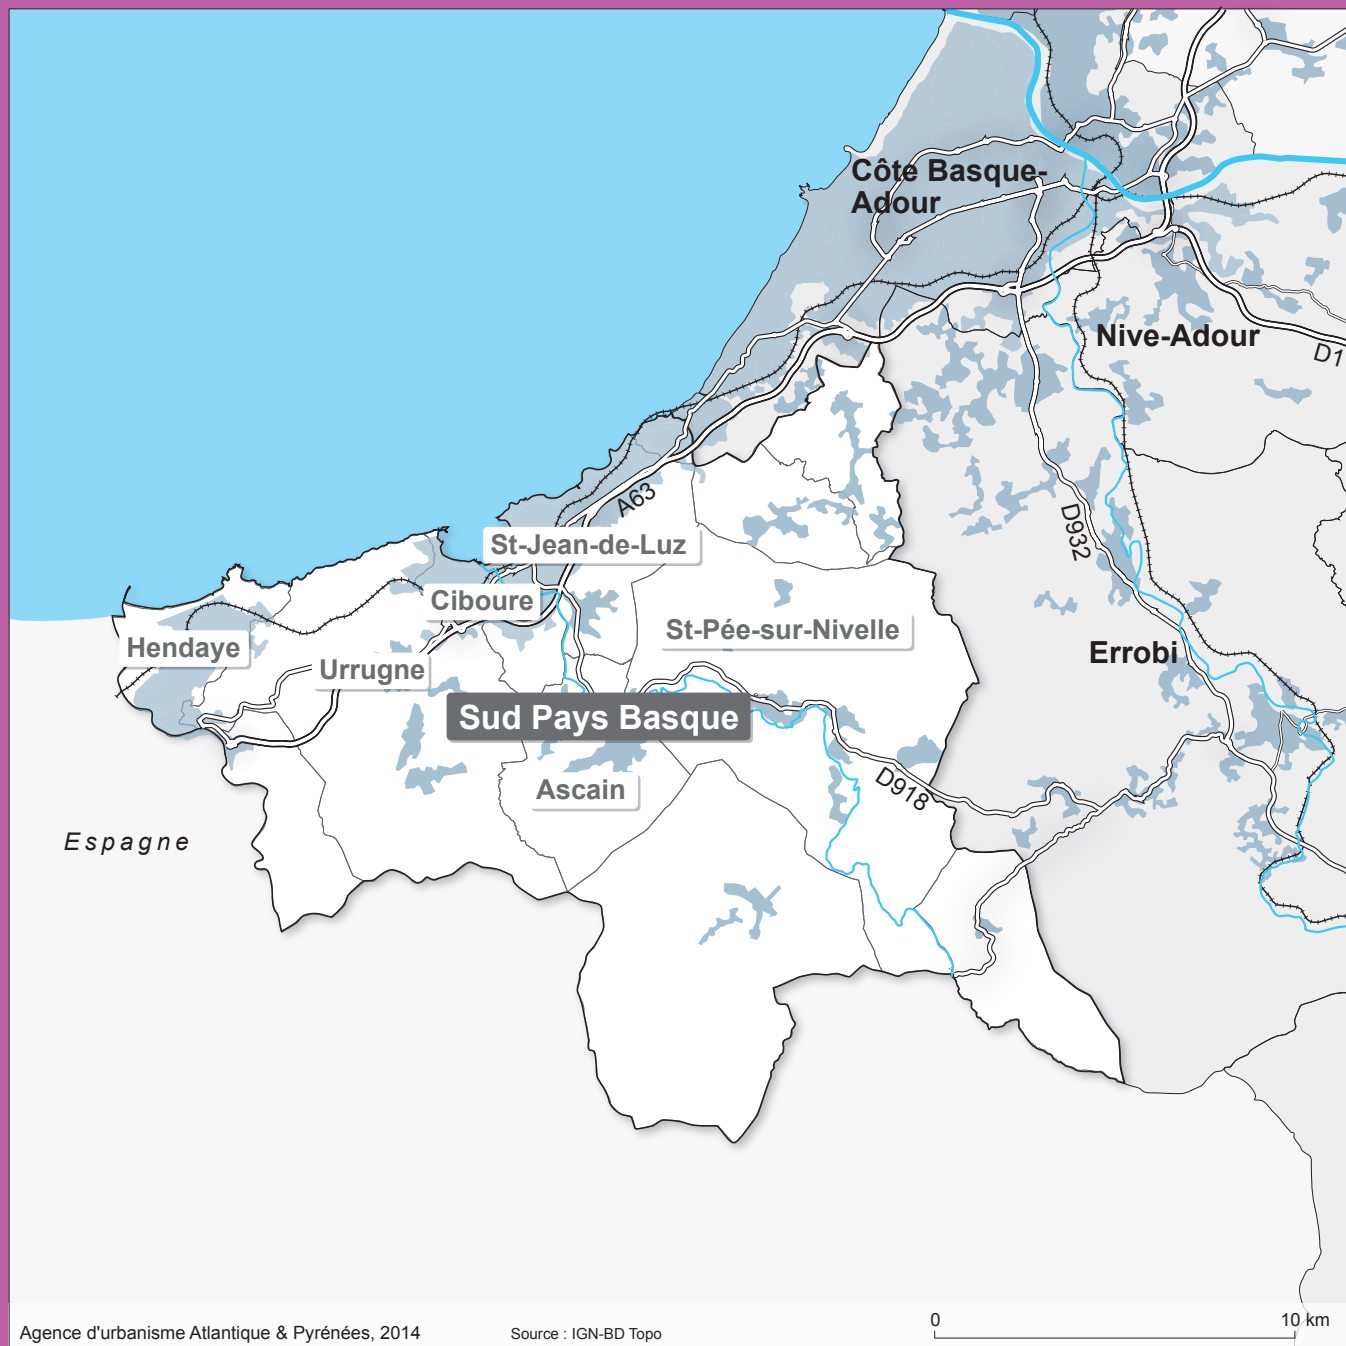 Côte Basque-
Adour
Nive-Adour
D1
A63
D932
St-Jean-de-Luz
Ciboure
St-Pée-sur-Nivelle
Hendaye
Urrugne
Errobi
Sud Pays Basque
Ascain
D918
Espagne
0
10 km
Agence d'urbanisme Atlantique & Pyrénées, 2014
Source : IGN-BD Topo